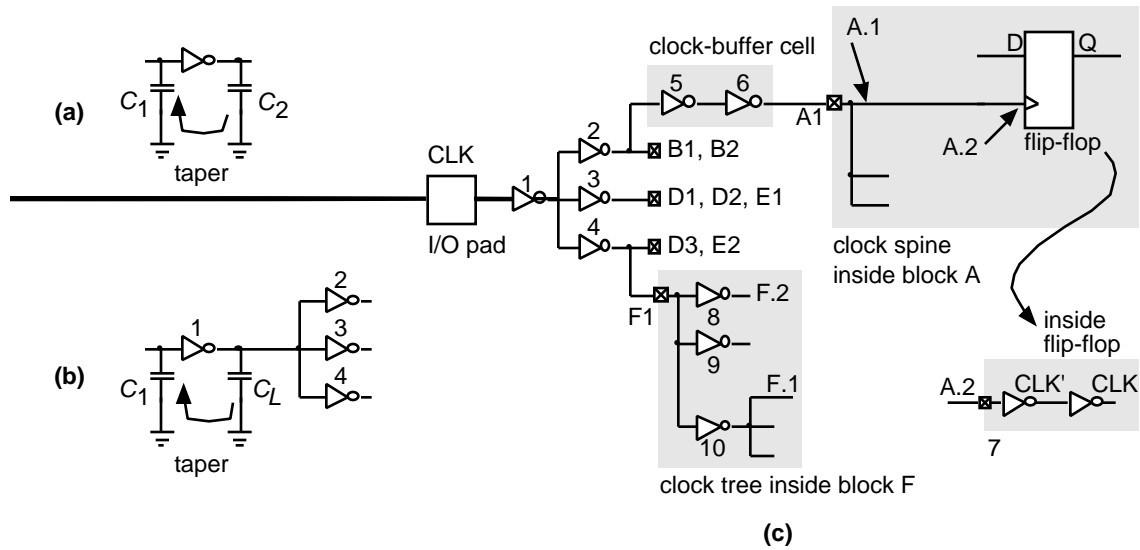 (a)
C1
C2
taper
CLK
I/O pad
(b)
1
C1
CL
2
3
4
taper
clock-buffer cell
5
6
1
2
3
4
B1, B2
D1, D2, E1
D3, E2
A1
A.1
A.2
D
Q
flip-flop
clock spine
inside block A
F1
8
F.2
9
10
F.1
clock tree inside block F
(c)
inside
flip-flop
A.2
CLK'
CLK
7